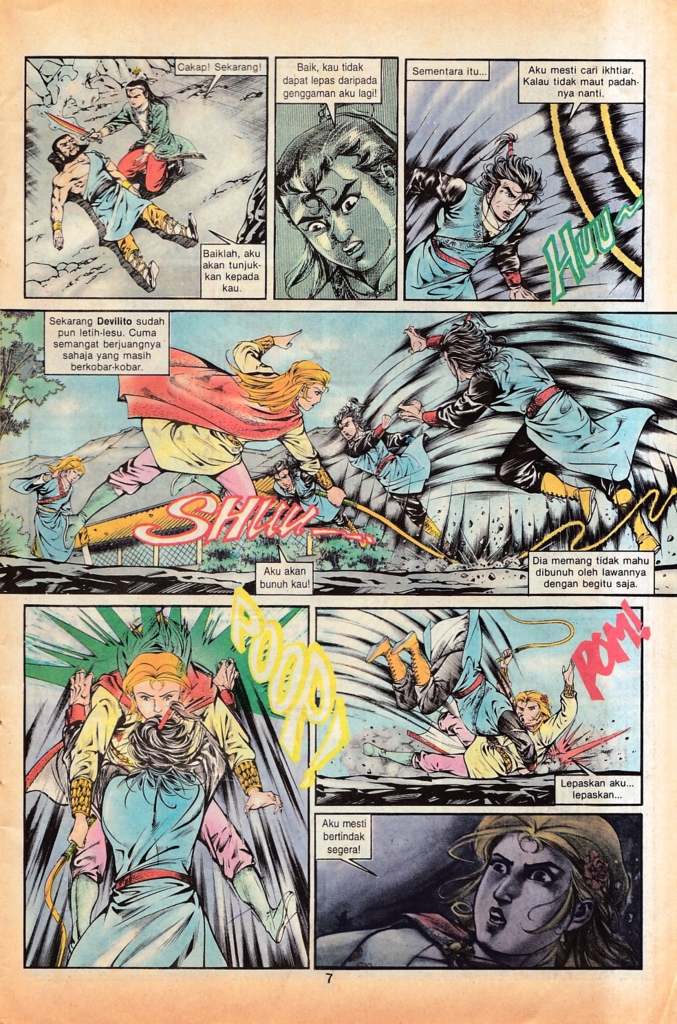 Cakap! Sekarang!
Baiklah, aku
akan tunjuk-
kan kepada
kau.
Baik, kau tidak
dapat lepas daripada
genggaman aku lagi!
Sementara itu...
Aku mesti cari ikhtiar.
Kalau tidak maut padah-
nya nanti.
Huu~
Sekarang Devilito sudah
pun letih-lesu. Cuma
semangat berjuangnya
sahaja yang masih
berkobar-kobar.
SHuu~
Aku akan
bunuh kau!
Dia memang tidak mahu
dibunuh oleh lawannya
dengan begitu saja.
POOP!
POM!
Lepaskan aku...
lepaskan...
Aku mesti
bertindak
segera!
7